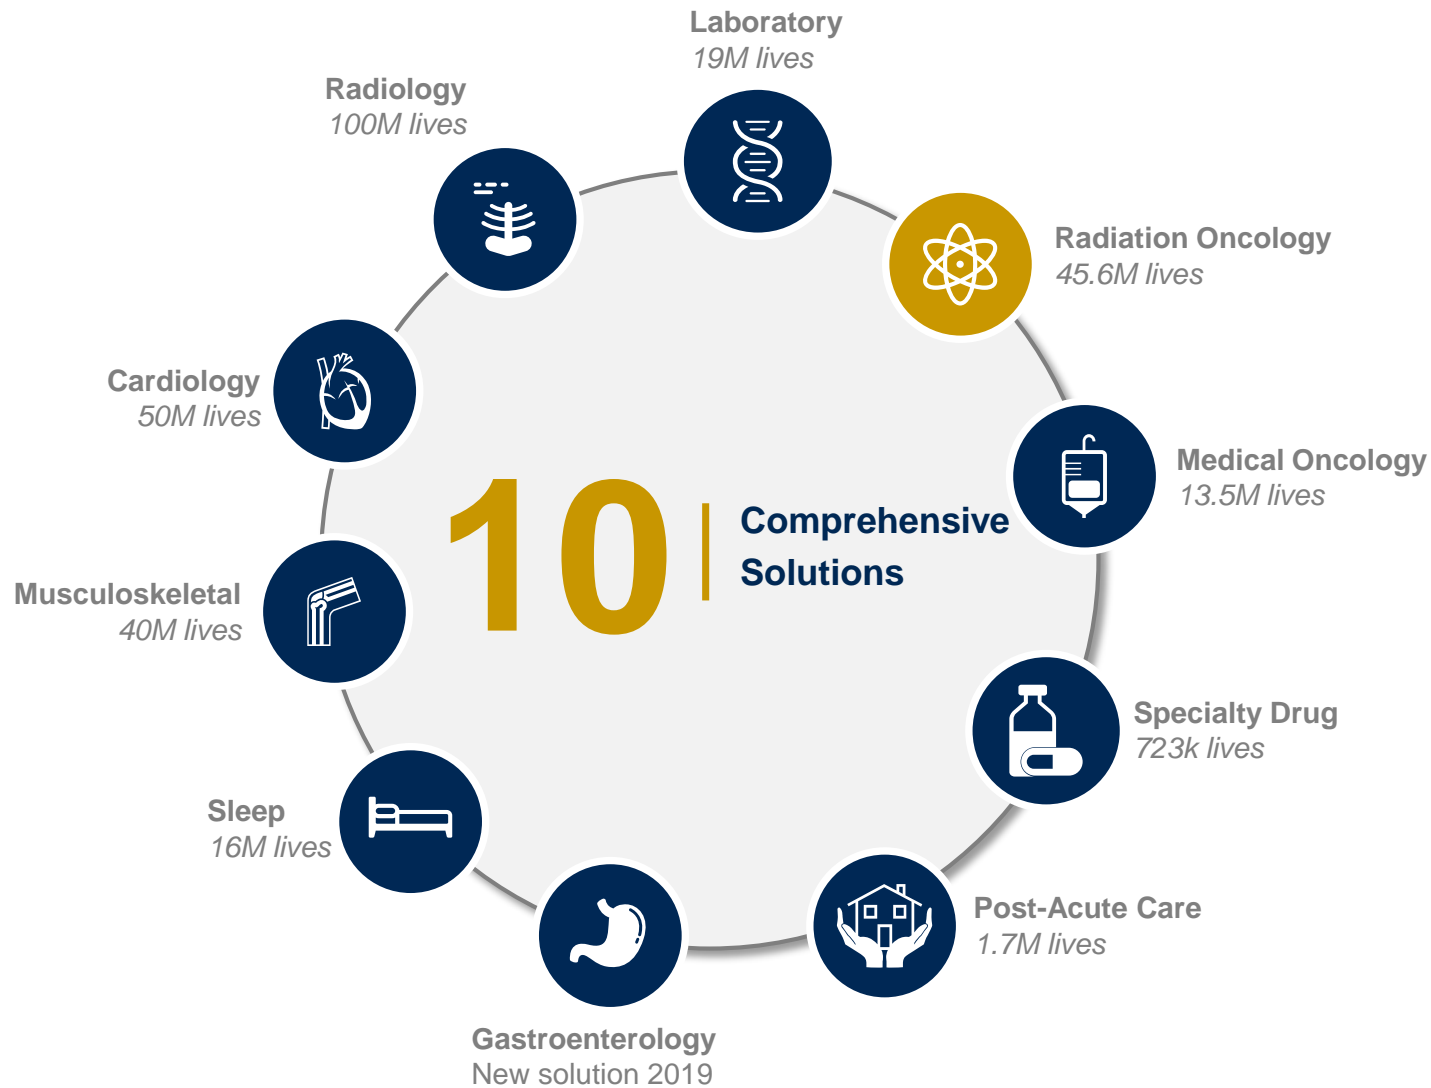 Laboratory
19M lives
Radiology
100M lives
Radiation Oncology
45.6M lives
Cardiology
50M lives
Medical Oncology
13.5M lives
10
Comprehensive
Solutions
Musculoskeletal
40M lives
Specialty Drug
723k lives
Sleep
16M lives
Post-Acute Care
1.7M lives
Gastroenterology
New solution 2019